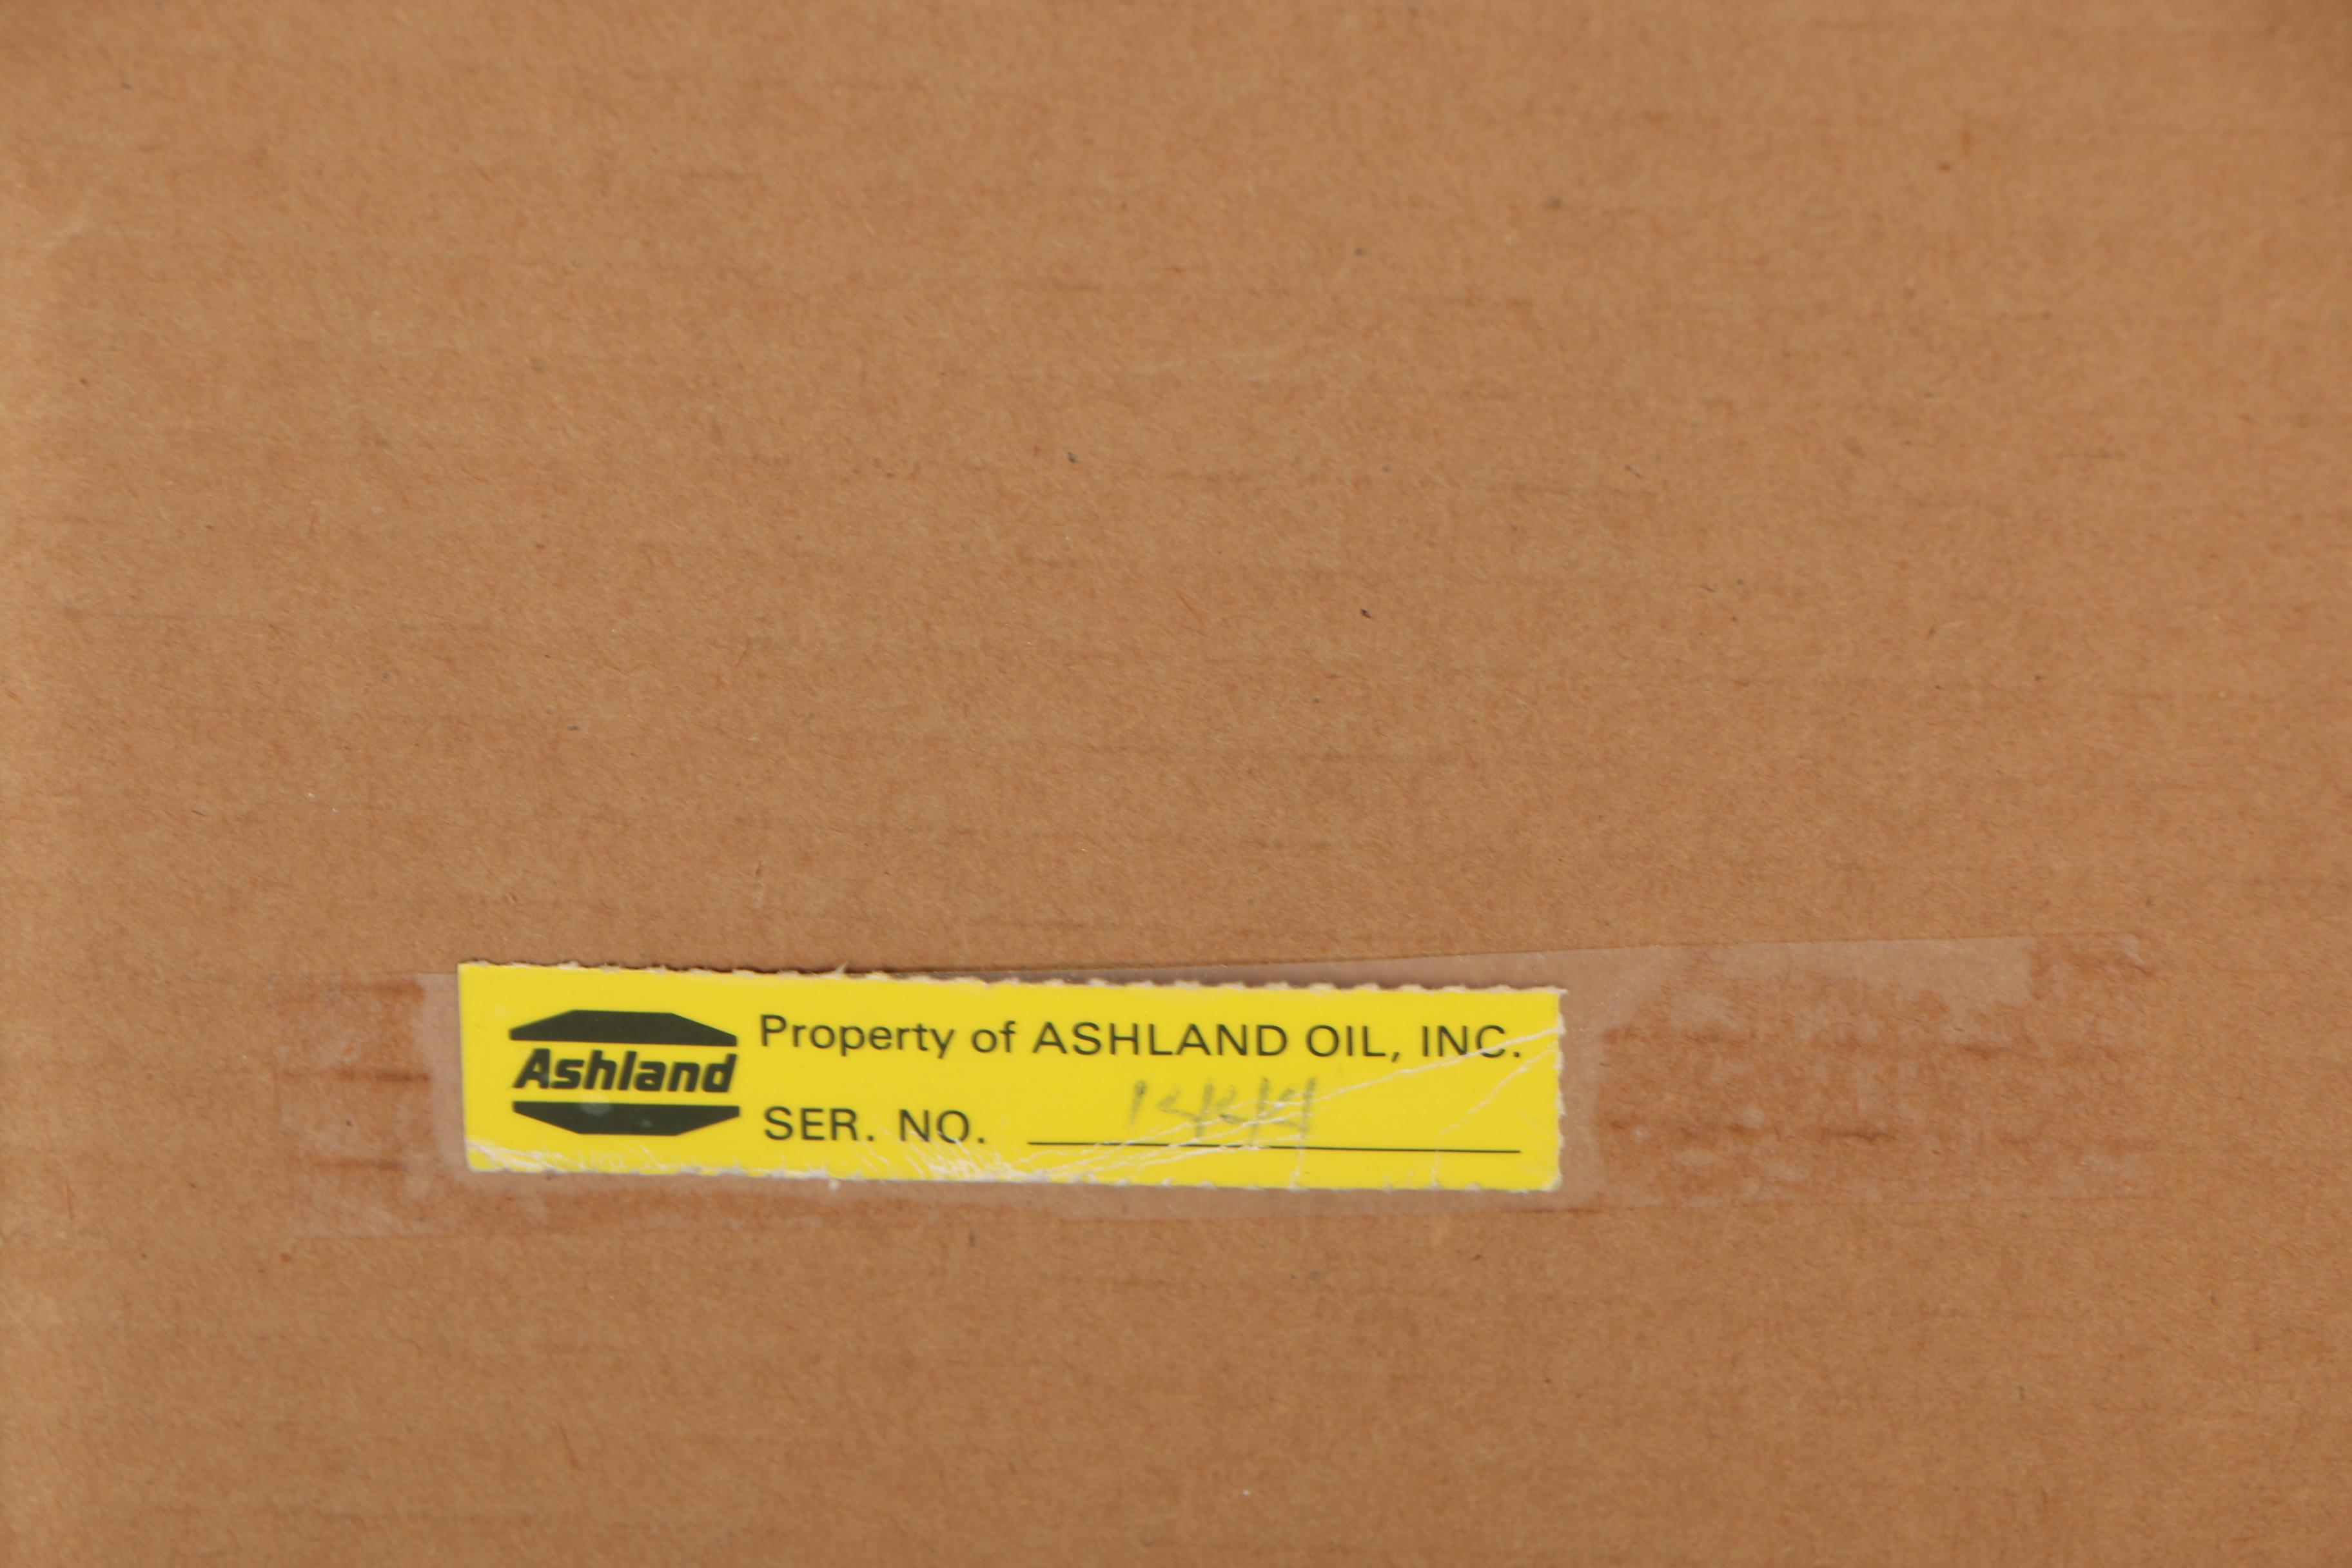 Ashland
Property of ASHLAND OIL, INC.
SER. NO.